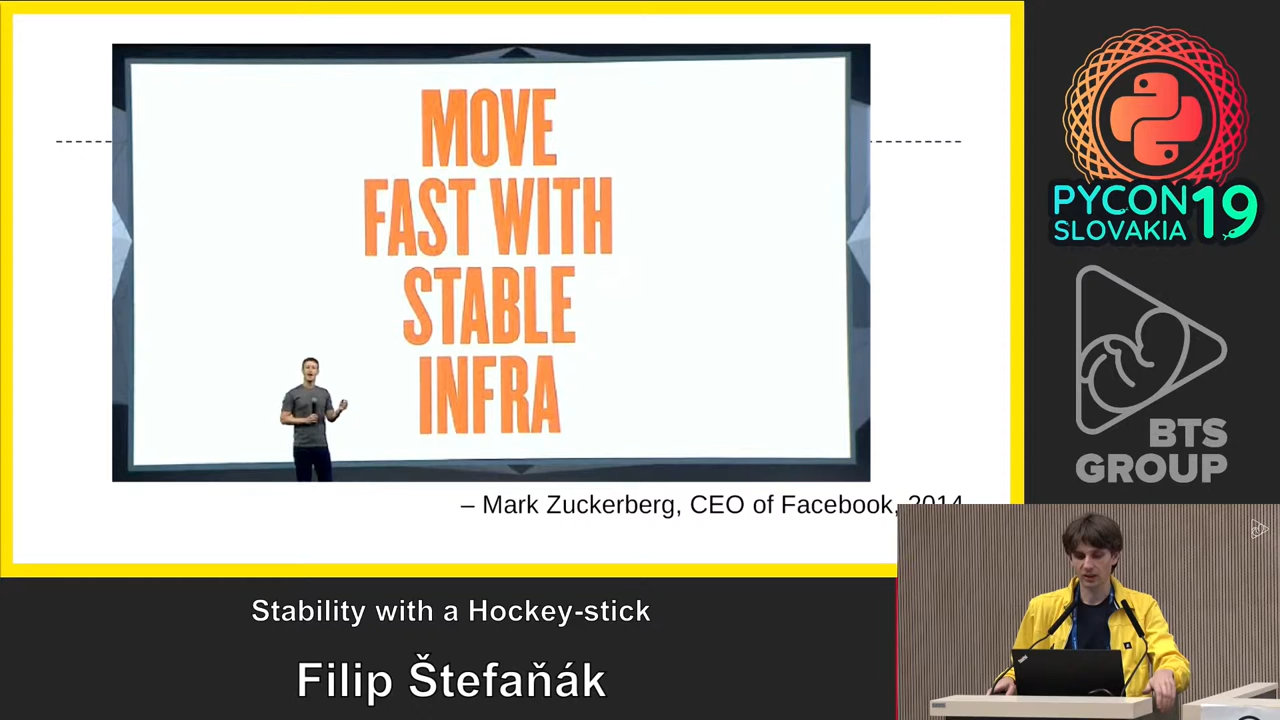 MOVE
FAST WITH
STABLE
INFRA
– Mark Zuckerberg, CEO of Facebook, 2014
PYCON 19
SLOVAKIA
BTS
GROUP
Stability with a Hockey-stick
Filip Štefaňák